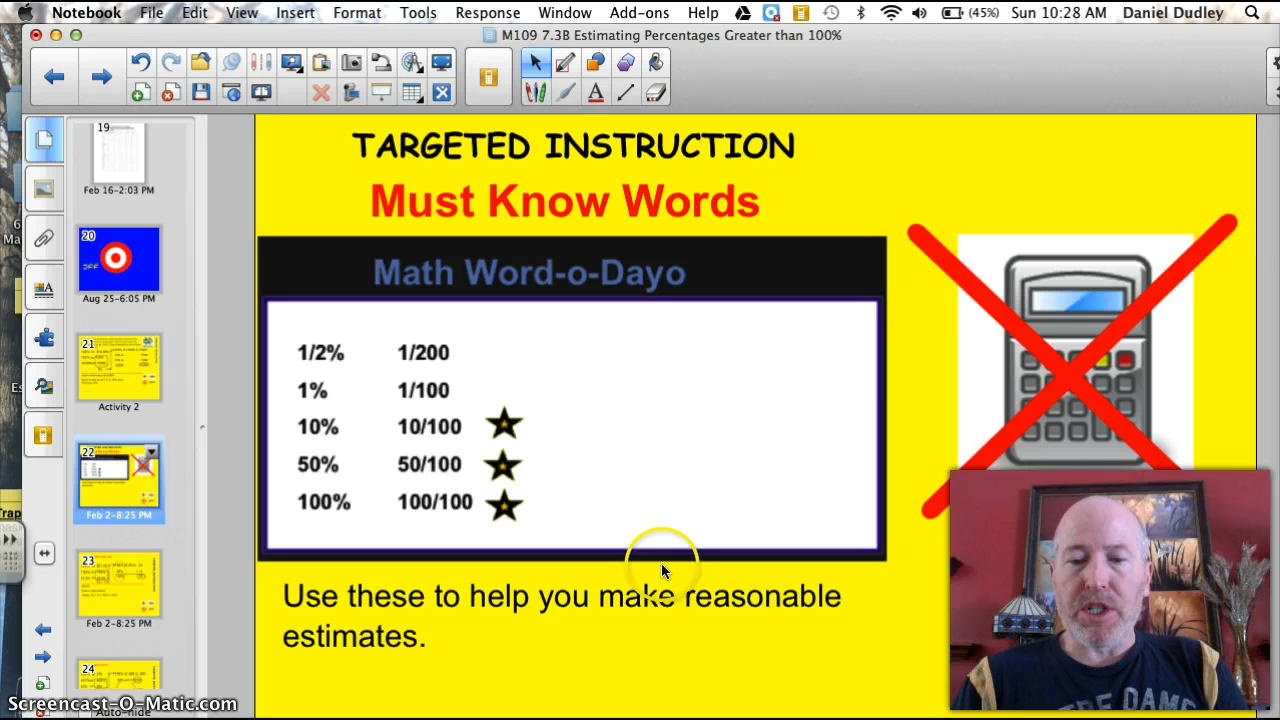 Notebook File Edit View Insert Format Tools Response Window Add-ons Help (45%) Sun 10:28 AM Daniel Dudley
M109 7.3B Estimating Percentages Greater than 100%
19
Feb 16-2:03 PM
20
Aug 25-6:05 PM
21
Activity 2
22
Feb 2-8:25 PM
23
Feb 2-8:25 PM
24
Auto-hide
TARGETED INSTRUCTION
Must Know Words
Math Word-o-Dayo
1/2% 1/200
1% 1/100
10% 10/100
50% 50/100
100% 100/100
Use these to help you make reasonable
estimates.
TRE DAME
Screencast-O-Matic.com